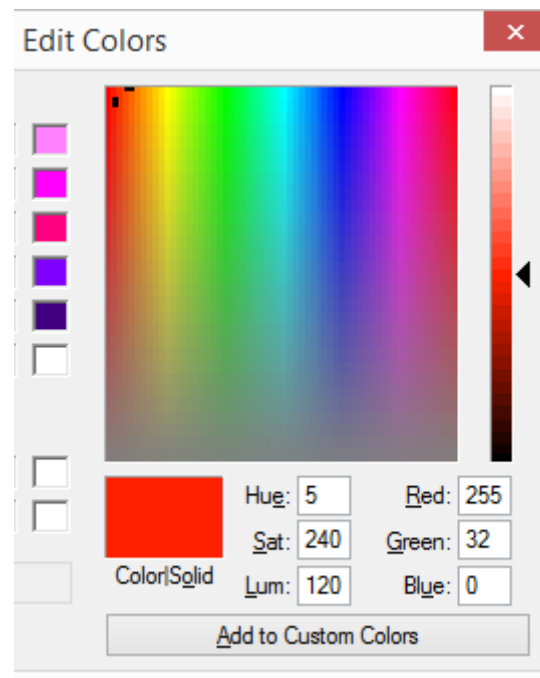 Edit Colors
Hue: 5 Red: 255
Sat: 240 Green: 32
Color|Solid Lum: 120 Blue: 0
Add to Custom Colors